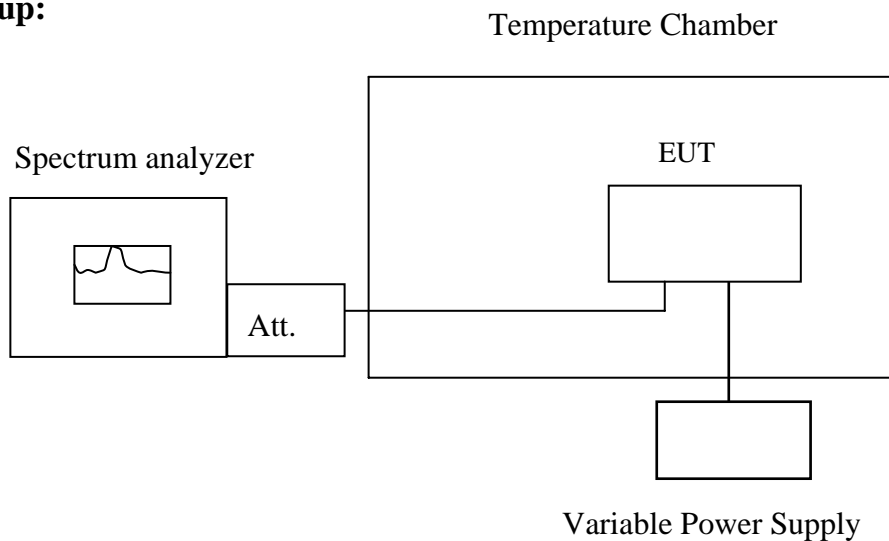 up:
Temperature Chamber
Spectrum analyzer
EUT
Att.
Variable Power Supply